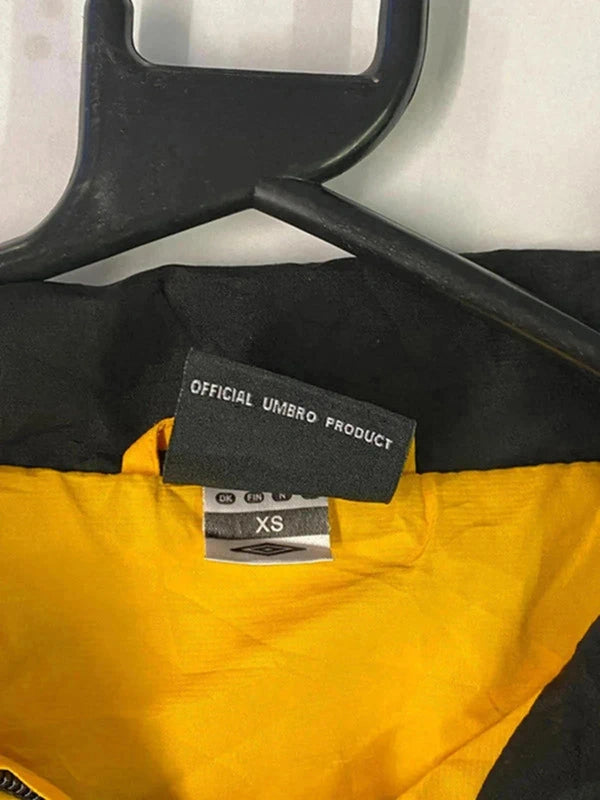 OFFICIAL UMBRO PRODUCT
DK FIN N
XS